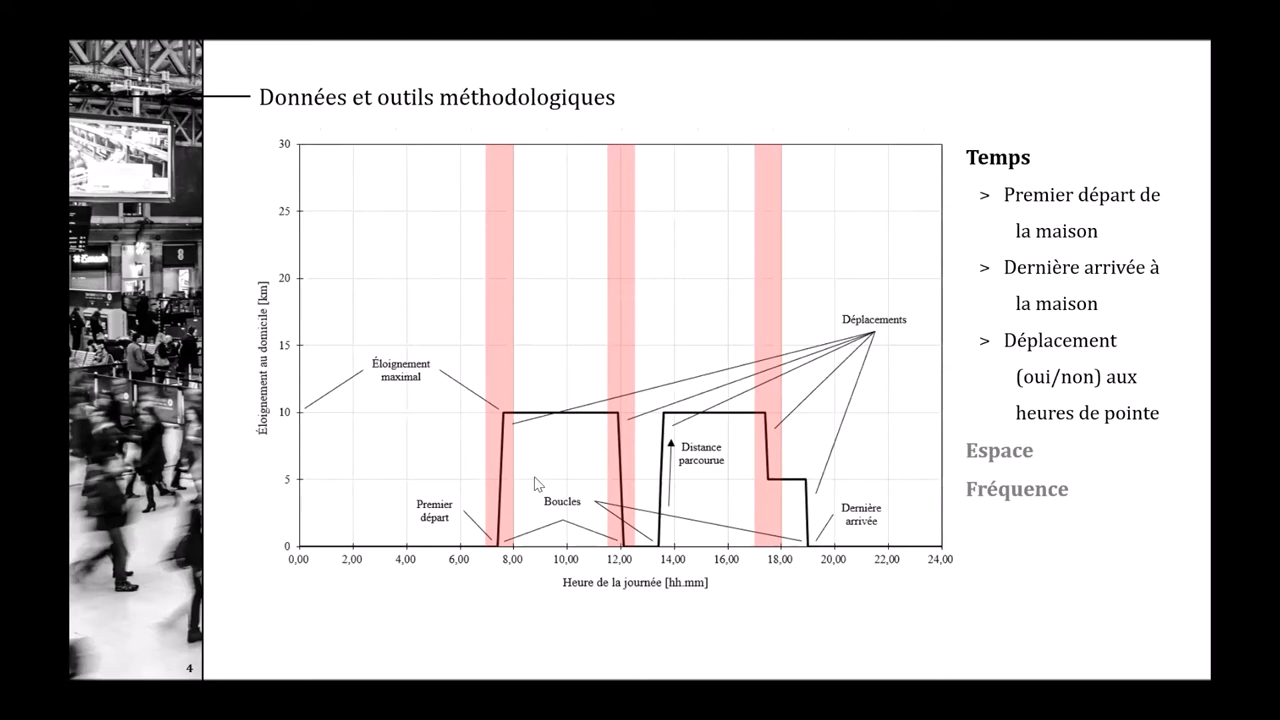 Données et outils méthodologiques
30
25
20
15
10
5
0
Éloignement au domicile [km]
Éloignement
maximal
Premier
départ
Boucles
Distance
parcourue
Déplacements
Dernière
arrivée
0,00 2,00 4,00 6,00 8,00 10,00 12,00 14,00 16,00 18,00 20,00 22,00 24,00
Heure de la journée [hh.mm]
Temps
> Premier départ de
la maison
> Dernière arrivée à
la maison
> Déplacement
(oui/non) aux
heures de pointe
Espace
Fréquence
4